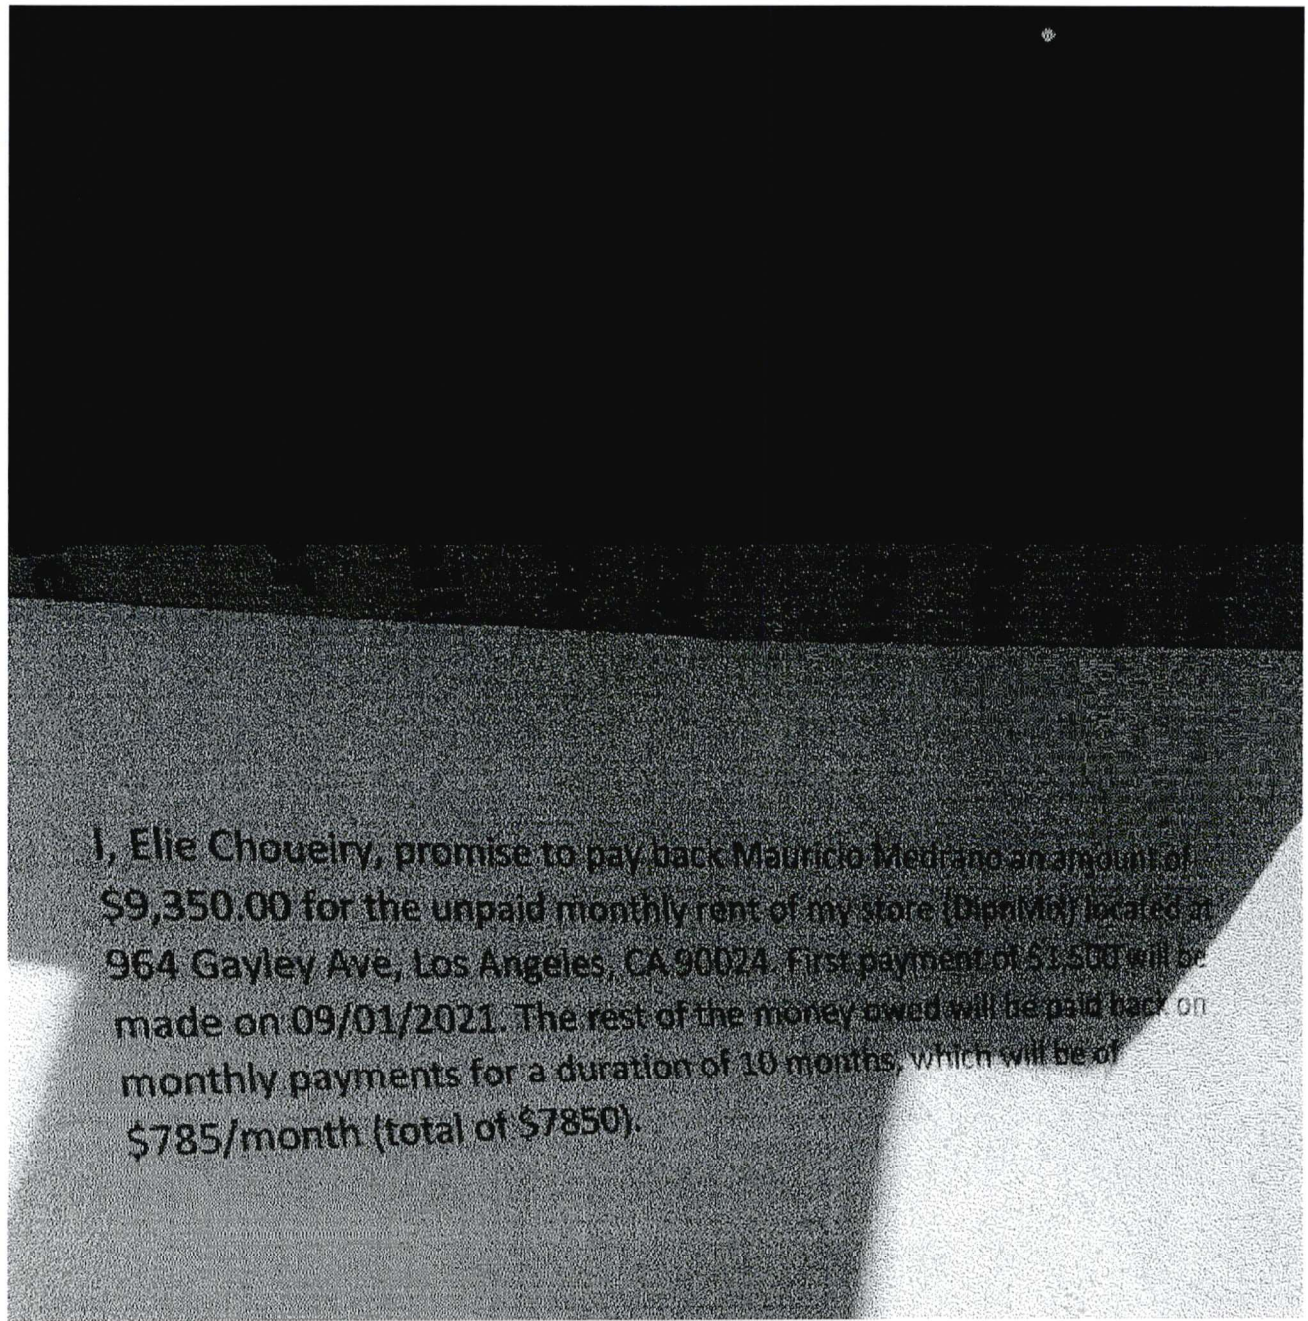 I, Elie Choueiry, promise to pay back Mauricio Medrano an amount of
$9,350.00 for the unpaid monthly rent of my store (DipnMix) located at
964 Gayley Ave, Los Angeles, CA 90024. First payment of $1,500 will be
made on 09/01/2021. The rest of the money owed will be paid back on
monthly payments for a duration of 10 months, which will be of
$785/month (total of $7850).